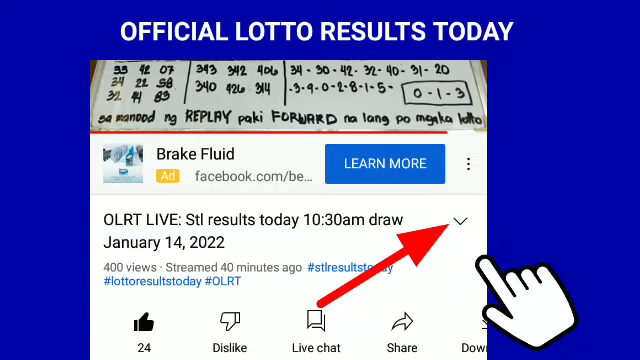 OFFICIAL LOTTO RESULTS TODAY
33 42 07 343 342 406 34-30-42-32-40-31-20
34 22 58 340 426 314 -3-9-0-2-8-1-5-
32 44 83 0-1-3
sa manood ng REPLAY paki FORWARD na lang po mga ka lotto
Brake Fluid
LEARN MORE
Ad facebook.com/be...
OLRT LIVE: Stl results today 10:30am draw
January 14, 2022
400 views · Streamed 40 minutes ago #stlresultstoday
#lottoresultstoday #OLRT
24 Dislike Live chat Share Down